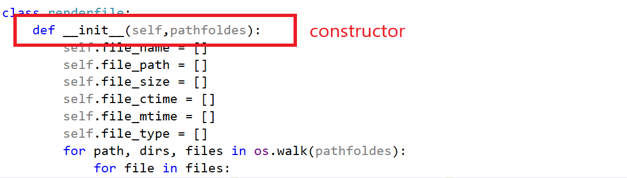 class renderfile:
def __init__(self,pathfoldes): constructor
self.file_name = []
self.file_path = []
self.file_size = []
self.file_ctime = []
self.file_mtime = []
self.file_type = []
for path, dirs, files in os.walk(pathfoldes):
for file in files: